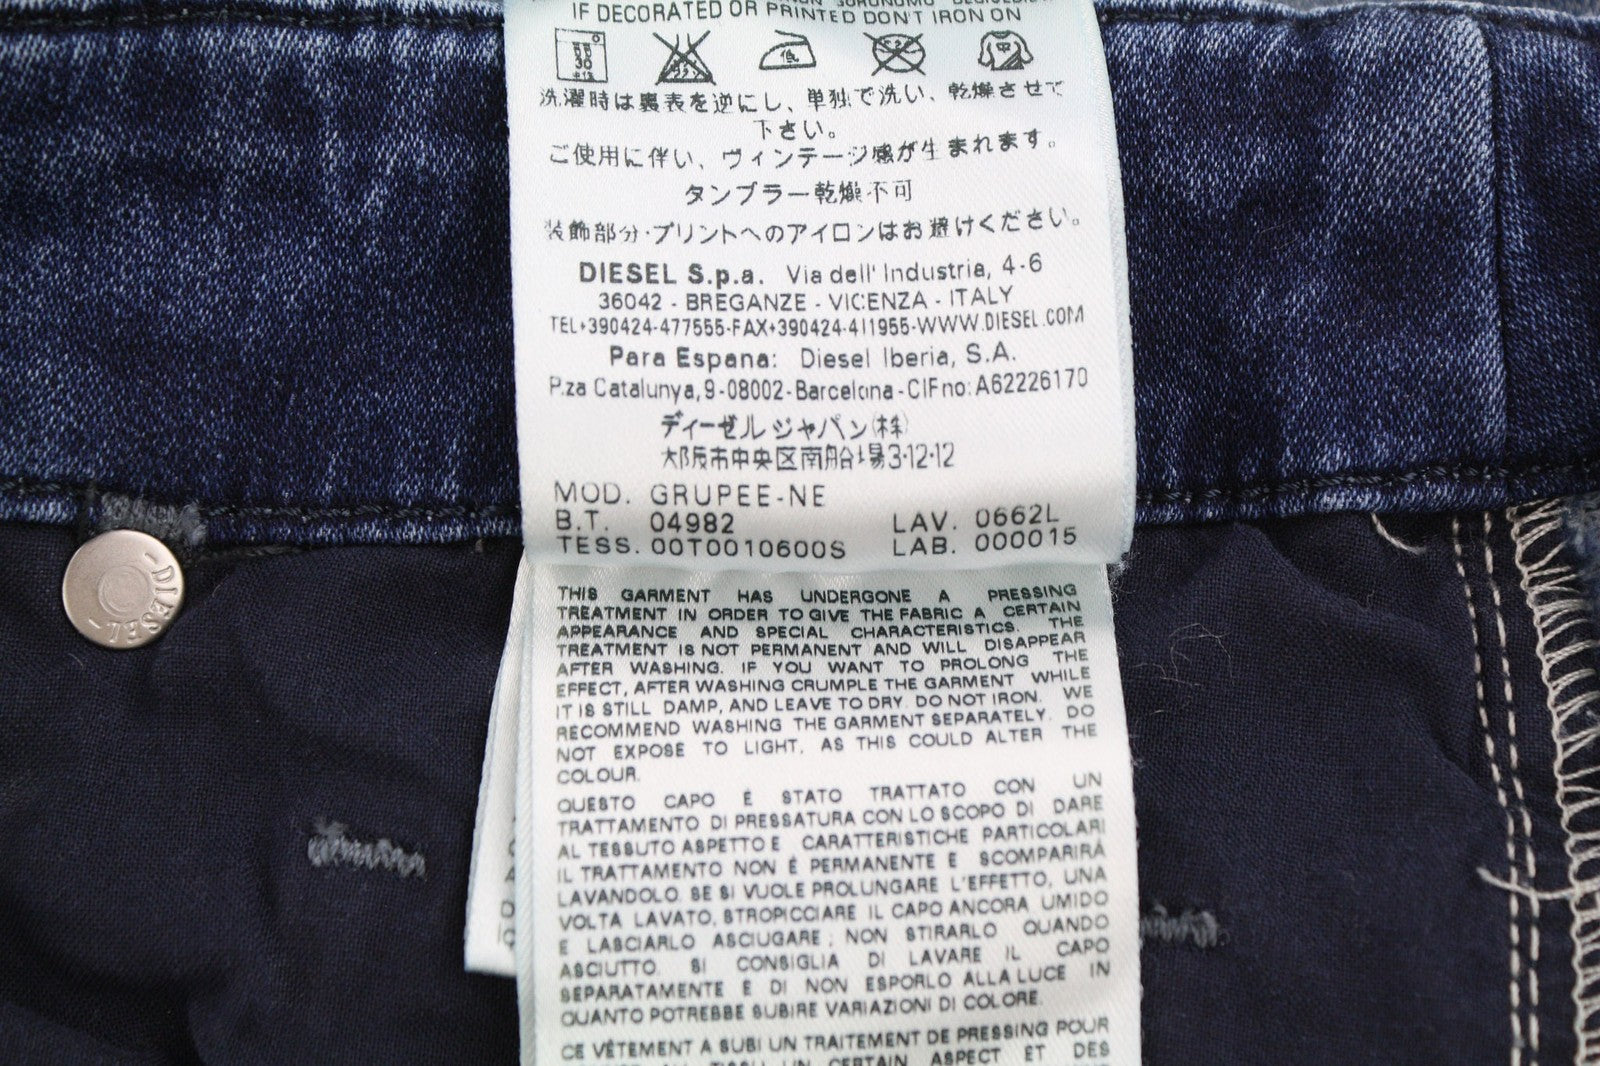 IF DECORATED OR PRINTED DON'T IRON ON
30
中性
低
中
洗濯時は裏表を逆にし、単独で洗い、乾燥させて
下さい。
ご使用に伴い、ヴィンテージ感が生まれます。
タンブラー乾燥不可
装飾部分・プリントへのアイロンはお避けください。
DIESEL S.p.a. Via dell' Industria, 4-6
36042 - BREGANZE - VICENZA - ITALY
TEL+390424-477555-FAX+390424-411955-WWW.DIESEL.COM
Para Espana: Diesel Iberia, S.A.
P.za Catalunya, 9-08002-Barcelona-CIF no: A62226170
ディーゼル ジャパン(株)
大阪市中央区南船場3-12-12
MOD. GRUPEE-NE
B.T. 04982 LAV. 0662L
TESS. 00T0010600S LAB. 000015
DIESEL
THIS GARMENT HAS UNDERGONE A PRESSING
TREATMENT IN ORDER TO GIVE THE FABRIC A CERTAIN
APPEARANCE AND SPECIAL CHARACTERISTICS. THE
TREATMENT IS NOT PERMANENT AND WILL DISAPPEAR
AFTER WASHING. IF YOU WANT TO PROLONG THE
EFFECT, AFTER WASHING CRUMPLE THE GARMENT WHILE
IT IS STILL DAMP, AND LEAVE TO DRY. DO NOT IRON. WE
RECOMMEND WASHING THE GARMENT SEPARATELY. DO
NOT EXPOSE TO LIGHT, AS THIS COULD ALTER THE
COLOUR.
QUESTO CAPO È STATO TRATTATO CON UN
TRATTAMENTO DI PRESSATURA CON LO SCOPO DI DARE
AL TESSUTO ASPETTO E CARATTERISTICHE PARTICOLARI
IL TRATTAMENTO NON È PERMANENTE E SCOMPARIRÀ
LAVANDOLO. SE SI VUOLE PROLUNGARE L'EFFETTO, UNA
VOLTA LAVATO, STROPICCIARE IL CAPO ANCORA UMIDO
E LASCIARLO ASCIUGARE; NON STIRARLO QUANDO
ASCIUTTO. SI CONSIGLIA DI LAVARE IL CAPO
SEPARATAMENTE E DI NON ESPORLO ALLA LUCE IN
QUANTO POTREBBE SUBIRE VARIAZIONI DI COLORE.
CE VÊTEMENT A SUBI UN TRAITEMENT DE PRESSING POUR
UN CERTAIN ASPECT ET DES